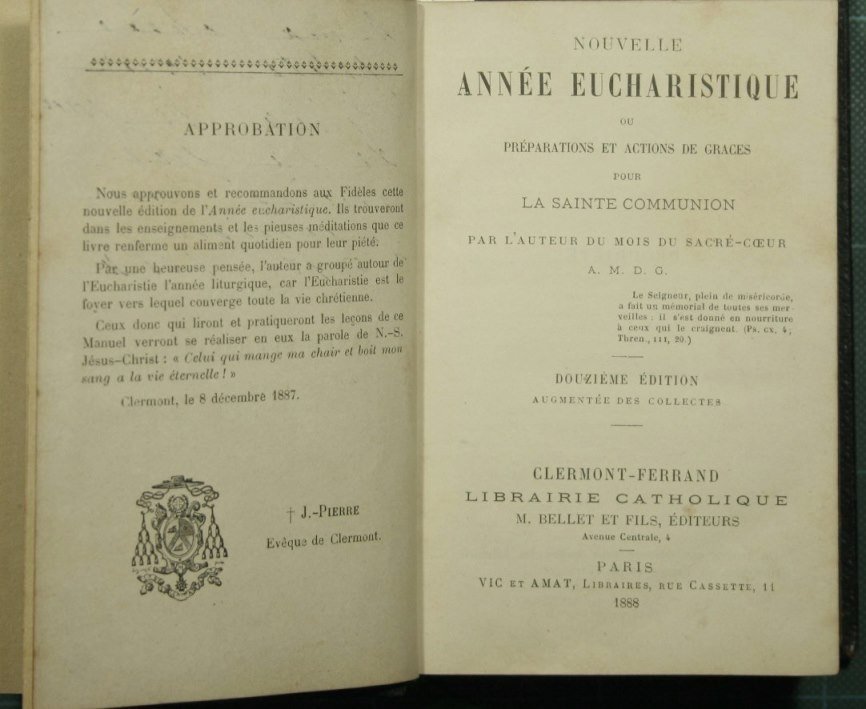 APPROBATION
Nous approuvons et recommandons aux Fidèles cette
nouvelle édition de l'Année eucharistique. Ils trouveront
dans les enseignements et les pieuses méditations que ce
livre renferme un aliment quotidien pour leur piété.
Par une heureuse pensée, l'auteur a groupé autour de
l'Eucharistie l'année liturgique, car l'Eucharistie est le
foyer vers lequel converge toute la vie chrétienne.
Ceux donc qui liront et pratiqueront les leçons de ce
Manuel verront se réaliser en eux la parole de N.-S.
Jésus-Christ : « Celui qui mange ma chair et boit mon
sang a la vie éternelle ! »
Clermont, le 8 décembre 1887.
† J.-PIERRE
Evêque de Clermont.
NOUVELLE
ANNÉE EUCHARISTIQUE
OU
PRÉPARATIONS ET ACTIONS DE GRACES
POUR
LA SAINTE COMMUNION
PAR L'AUTEUR DU MOIS DU SACRÉ-CŒUR
A. M. D. G.
Le Seigneur, plein de miséricorde,
a fait un mémorial de toutes ses mer
veilles : il s'est donné en nourriture
à ceux qui le craignent. (Ps. CX, 4,
Thren., III, 20.)
DOUZIÈME ÉDITION
AUGMENTÉE DES COLLECTES
CLERMONT-FERRAND
LIBRAIRIE CATHOLIQUE
M. BELLET ET FILS, ÉDITEURS
Avenue Centrale, 4
PARIS
VIC ET AMAT, LIBRAIRES, RUE CASSETTE, 11
1888